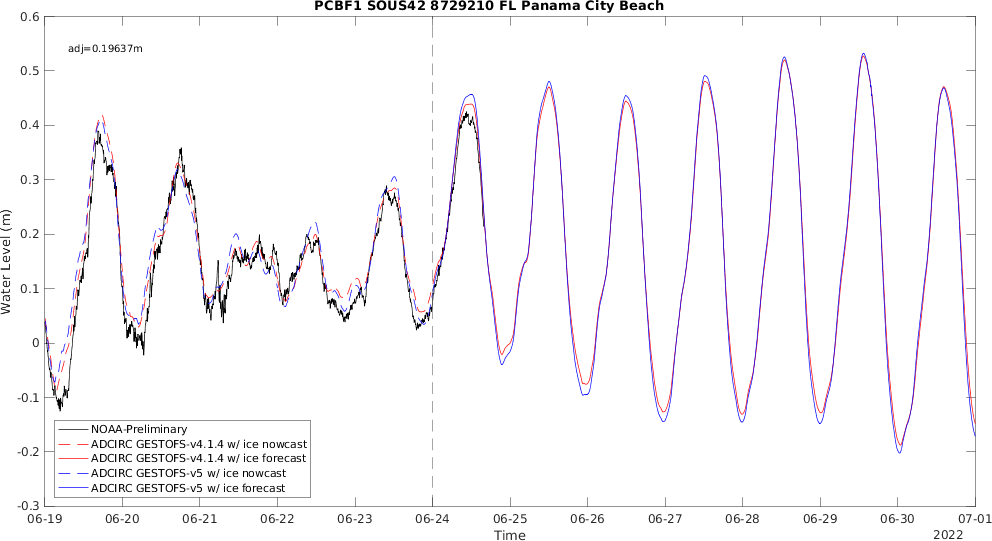 PCBF1 SOUS42 8729210 FL Panama City Beach
adj=0.19637m
0.6
0.5
0.4
0.3
0.2
0.1
0
-0.1
-0.2
-0.3
Water Level (m)
NOAA-Preliminary
ADCIRC GESTOFS-v4.1.4 w/ ice nowcast
ADCIRC GESTOFS-v4.1.4 w/ ice forecast
ADCIRC GESTOFS-v5 w/ ice nowcast
ADCIRC GESTOFS-v5 w/ ice forecast
06-19 06-20 06-21 06-22 06-23 06-24 06-25 06-26 06-27 06-28 06-29 06-30 07-01
Time
2022